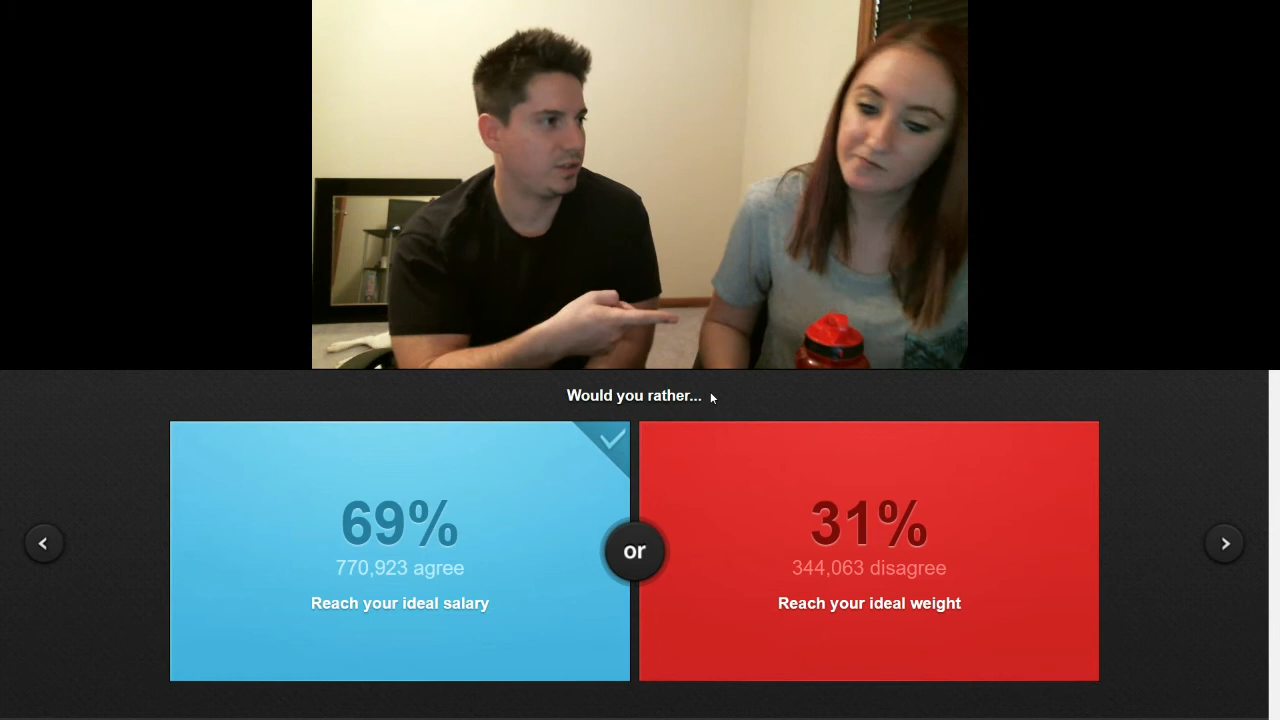 Would you rather...
69%
770,923 agree
Reach your ideal salary
or
31%
344,063 disagree
Reach your ideal weight